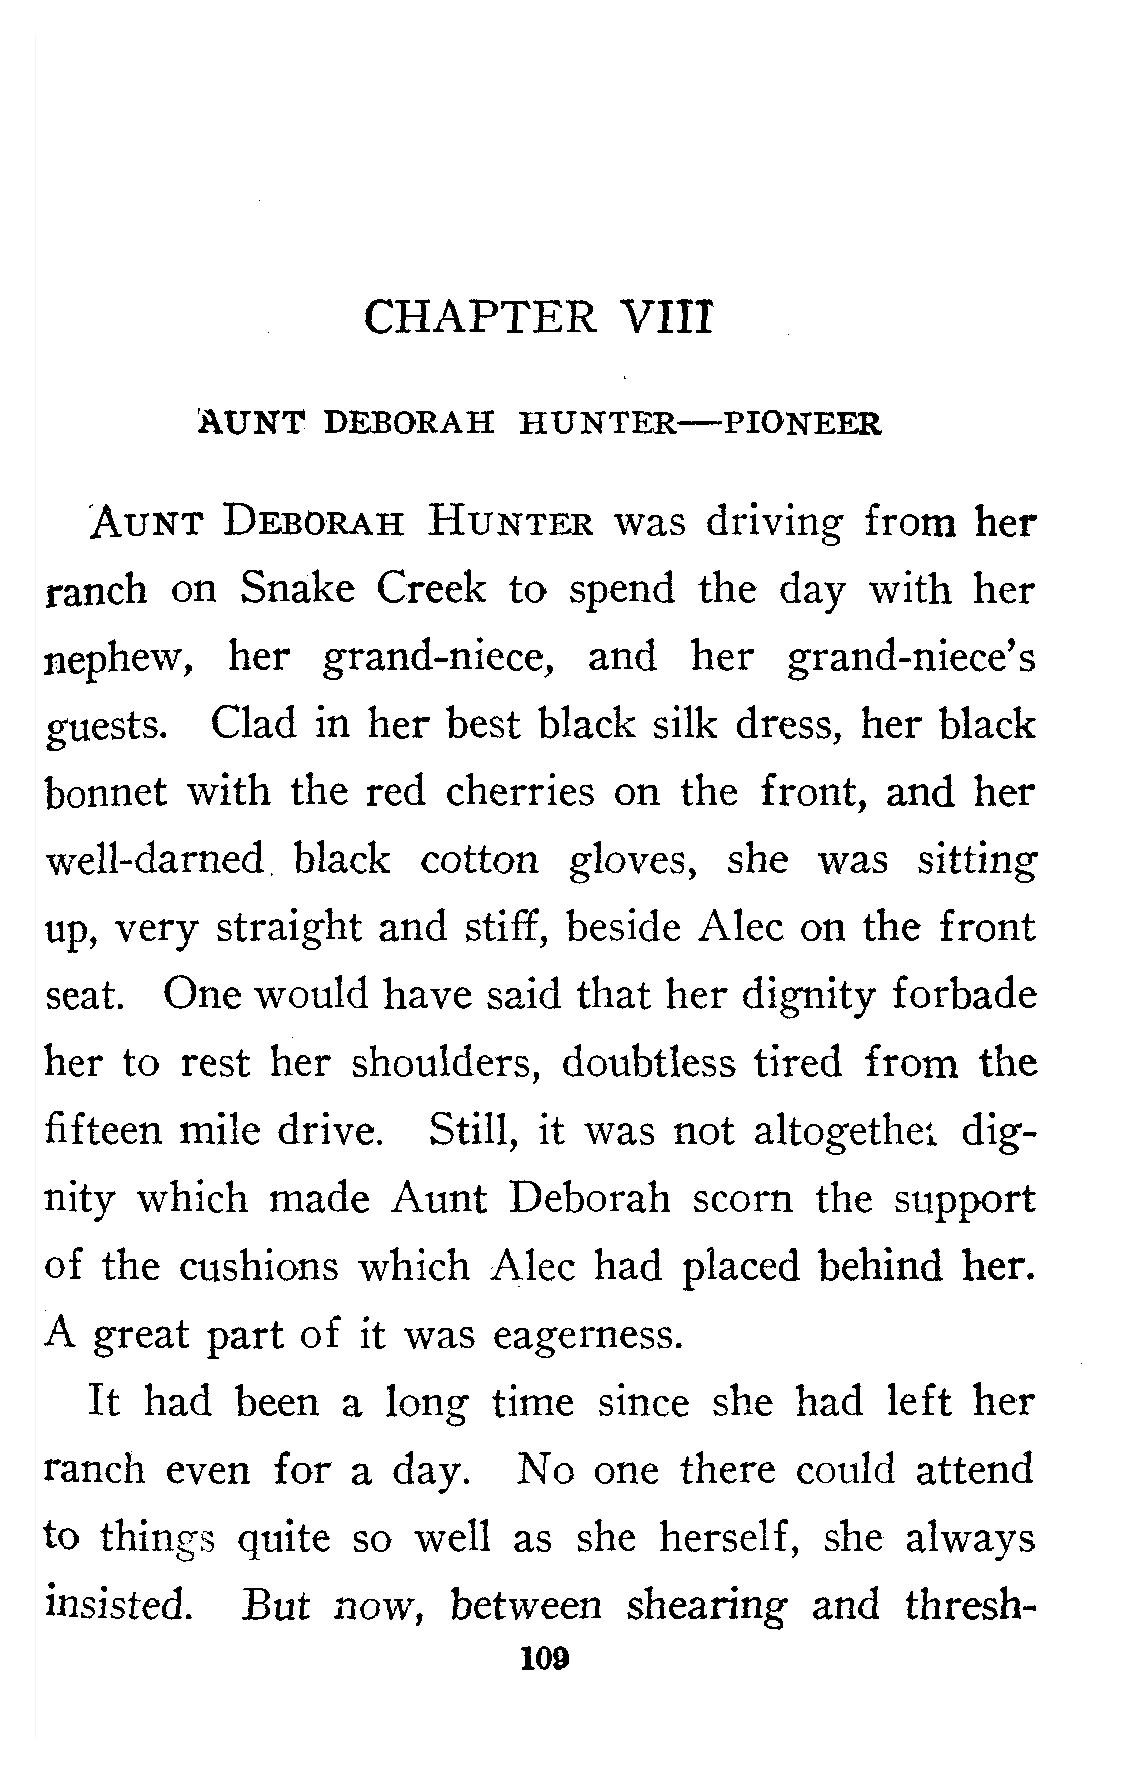 CHAPTER VIII
AUNT DEBORAH HUNTER—PIONEER
AUNT DEBORAH HUNTER was driving from her
ranch on Snake Creek to spend the day with her
nephew, her grand-niece, and her grand-niece's
guests. Clad in her best black silk dress, her black
bonnet with the red cherries on the front, and her
well-darned black cotton gloves, she was sitting
up, very straight and stiff, beside Alec on the front
seat. One would have said that her dignity forbade
her to rest her shoulders, doubtless tired from the
fifteen mile drive. Still, it was not altogether dig-
nity which made Aunt Deborah scorn the support
of the cushions which Alec had placed behind her.
A great part of it was eagerness.
It had been a long time since she had left her
ranch even for a day. No one there could attend
to things quite so well as she herself, she always
insisted. But now, between shearing and thresh-
109